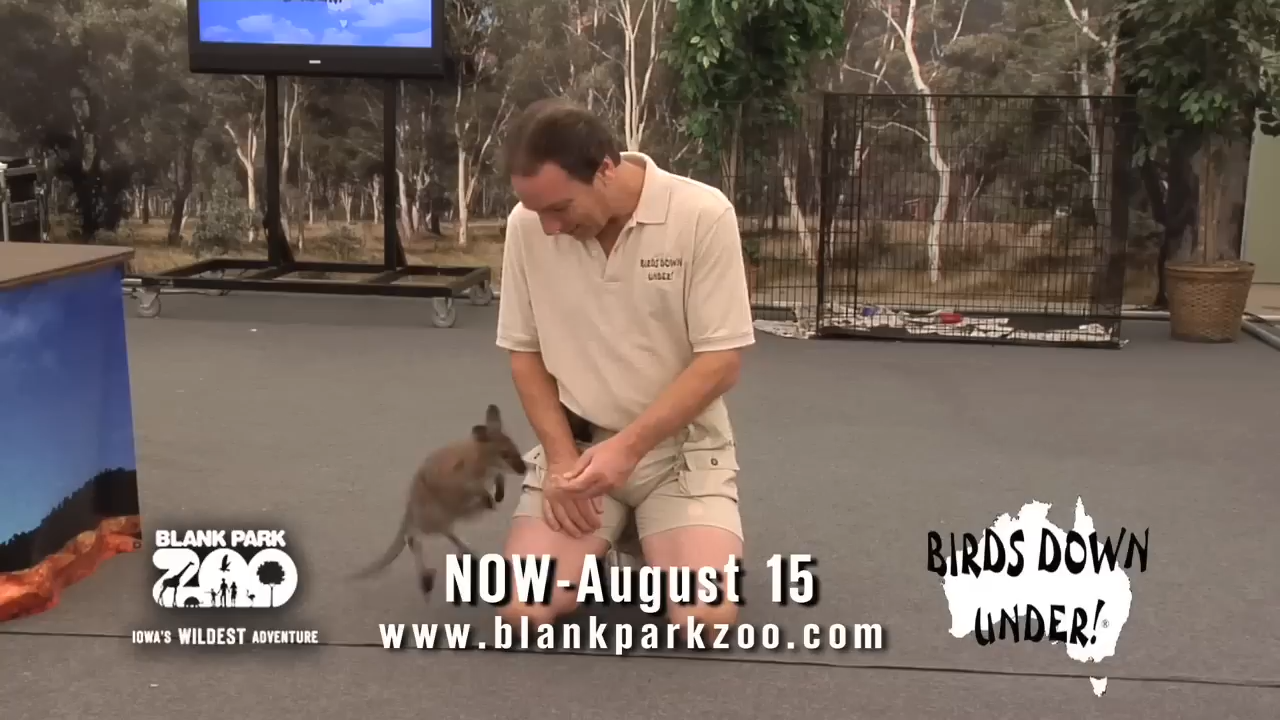 BIRDS DOWN
UNDER!
BLANK PARK
ZOO
IOWA'S WILDEST ADVENTURE
NOW-August 15
www.blankparkzoo.com
BIRDS DOWN
UNDER!®